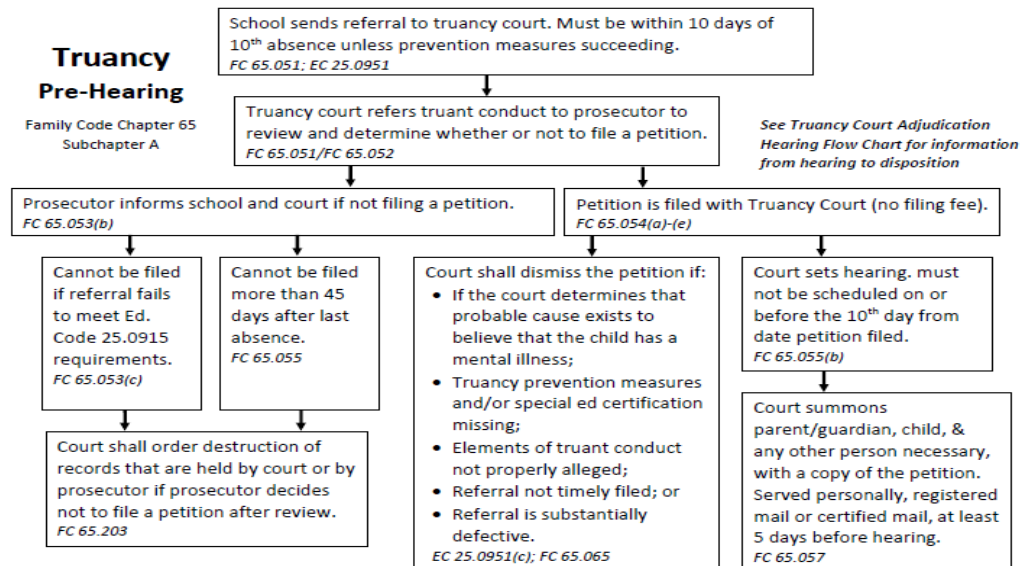 Truancy
Pre-Hearing
Family Code Chapter 65
Subchapter A
School sends referral to truancy court. Must be within 10 days of
10th absence unless prevention measures succeeding.
FC 65.051; EC 25.0951
Truancy court refers truant conduct to prosecutor to
review and determine whether or not to file a petition.
FC 65.051/FC 65.052
See Truancy Court Adjudication
Hearing Flow Chart for information
from hearing to disposition
Prosecutor informs school and court if not filing a petition.
FC 65.053(b)
Petition is filed with Truancy Court (no filing fee).
FC 65.054(a)-(e)
Cannot be filed
if referral fails
to meet Ed.
Code 25.0915
requirements.
FC 65.053(c)
Cannot be filed
more than 45
days after last
absence.
FC 65.055
Court shall order destruction of
records that are held by court or by
prosecutor if prosecutor decides
not to file a petition after review.
FC 65.203
Court shall dismiss the petition if:
• If the court determines that
probable cause exists to
believe that the child has a
mental illness;
• Truancy prevention measures
and/or special ed certification
missing;
• Elements of truant conduct
not properly alleged;
• Referral not timely filed; or
• Referral is substantially
defective.
EC 25.0951(c); FC 65.065
Court sets hearing. must
not be scheduled on or
before the 10th day from
date petition filed.
FC 65.055(b)
Court summons
parent/guardian, child, &
any other person necessary,
with a copy of the petition.
Served personally, registered
mail or certified mail, at least
5 days before hearing.
FC 65.057